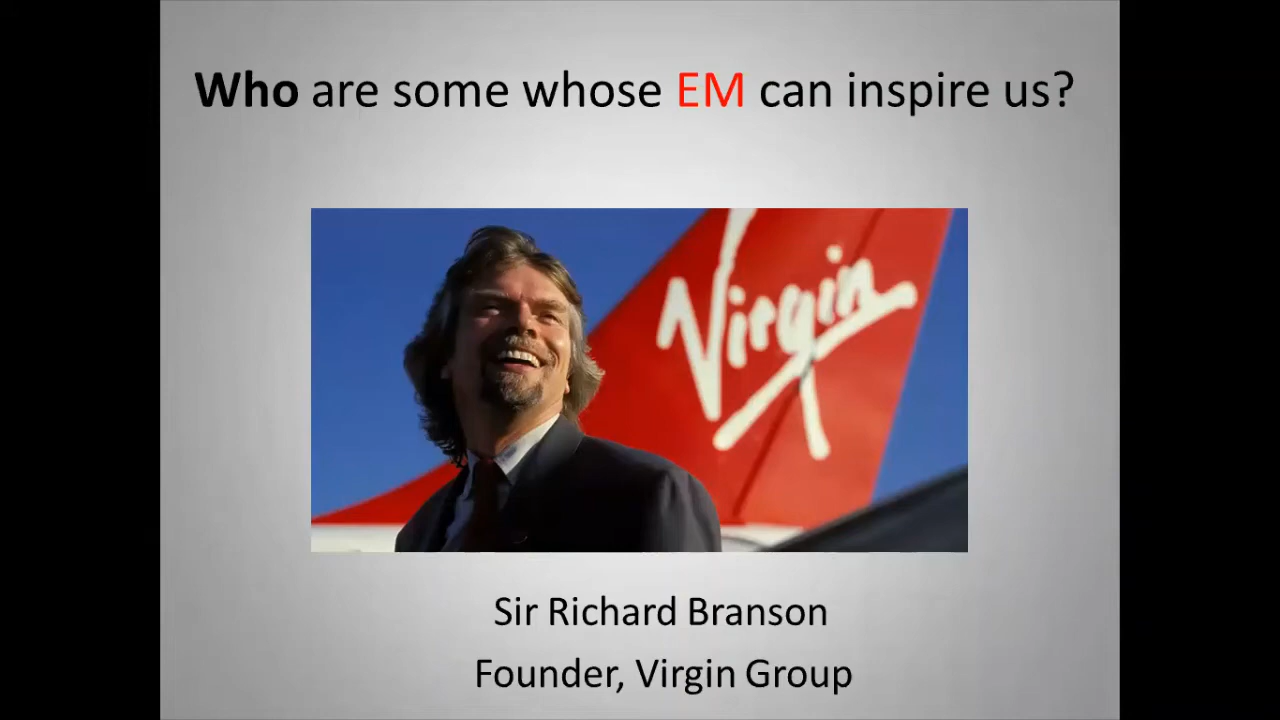 Who are some whose EM can inspire us?
Virgin
Sir Richard Branson
Founder, Virgin Group